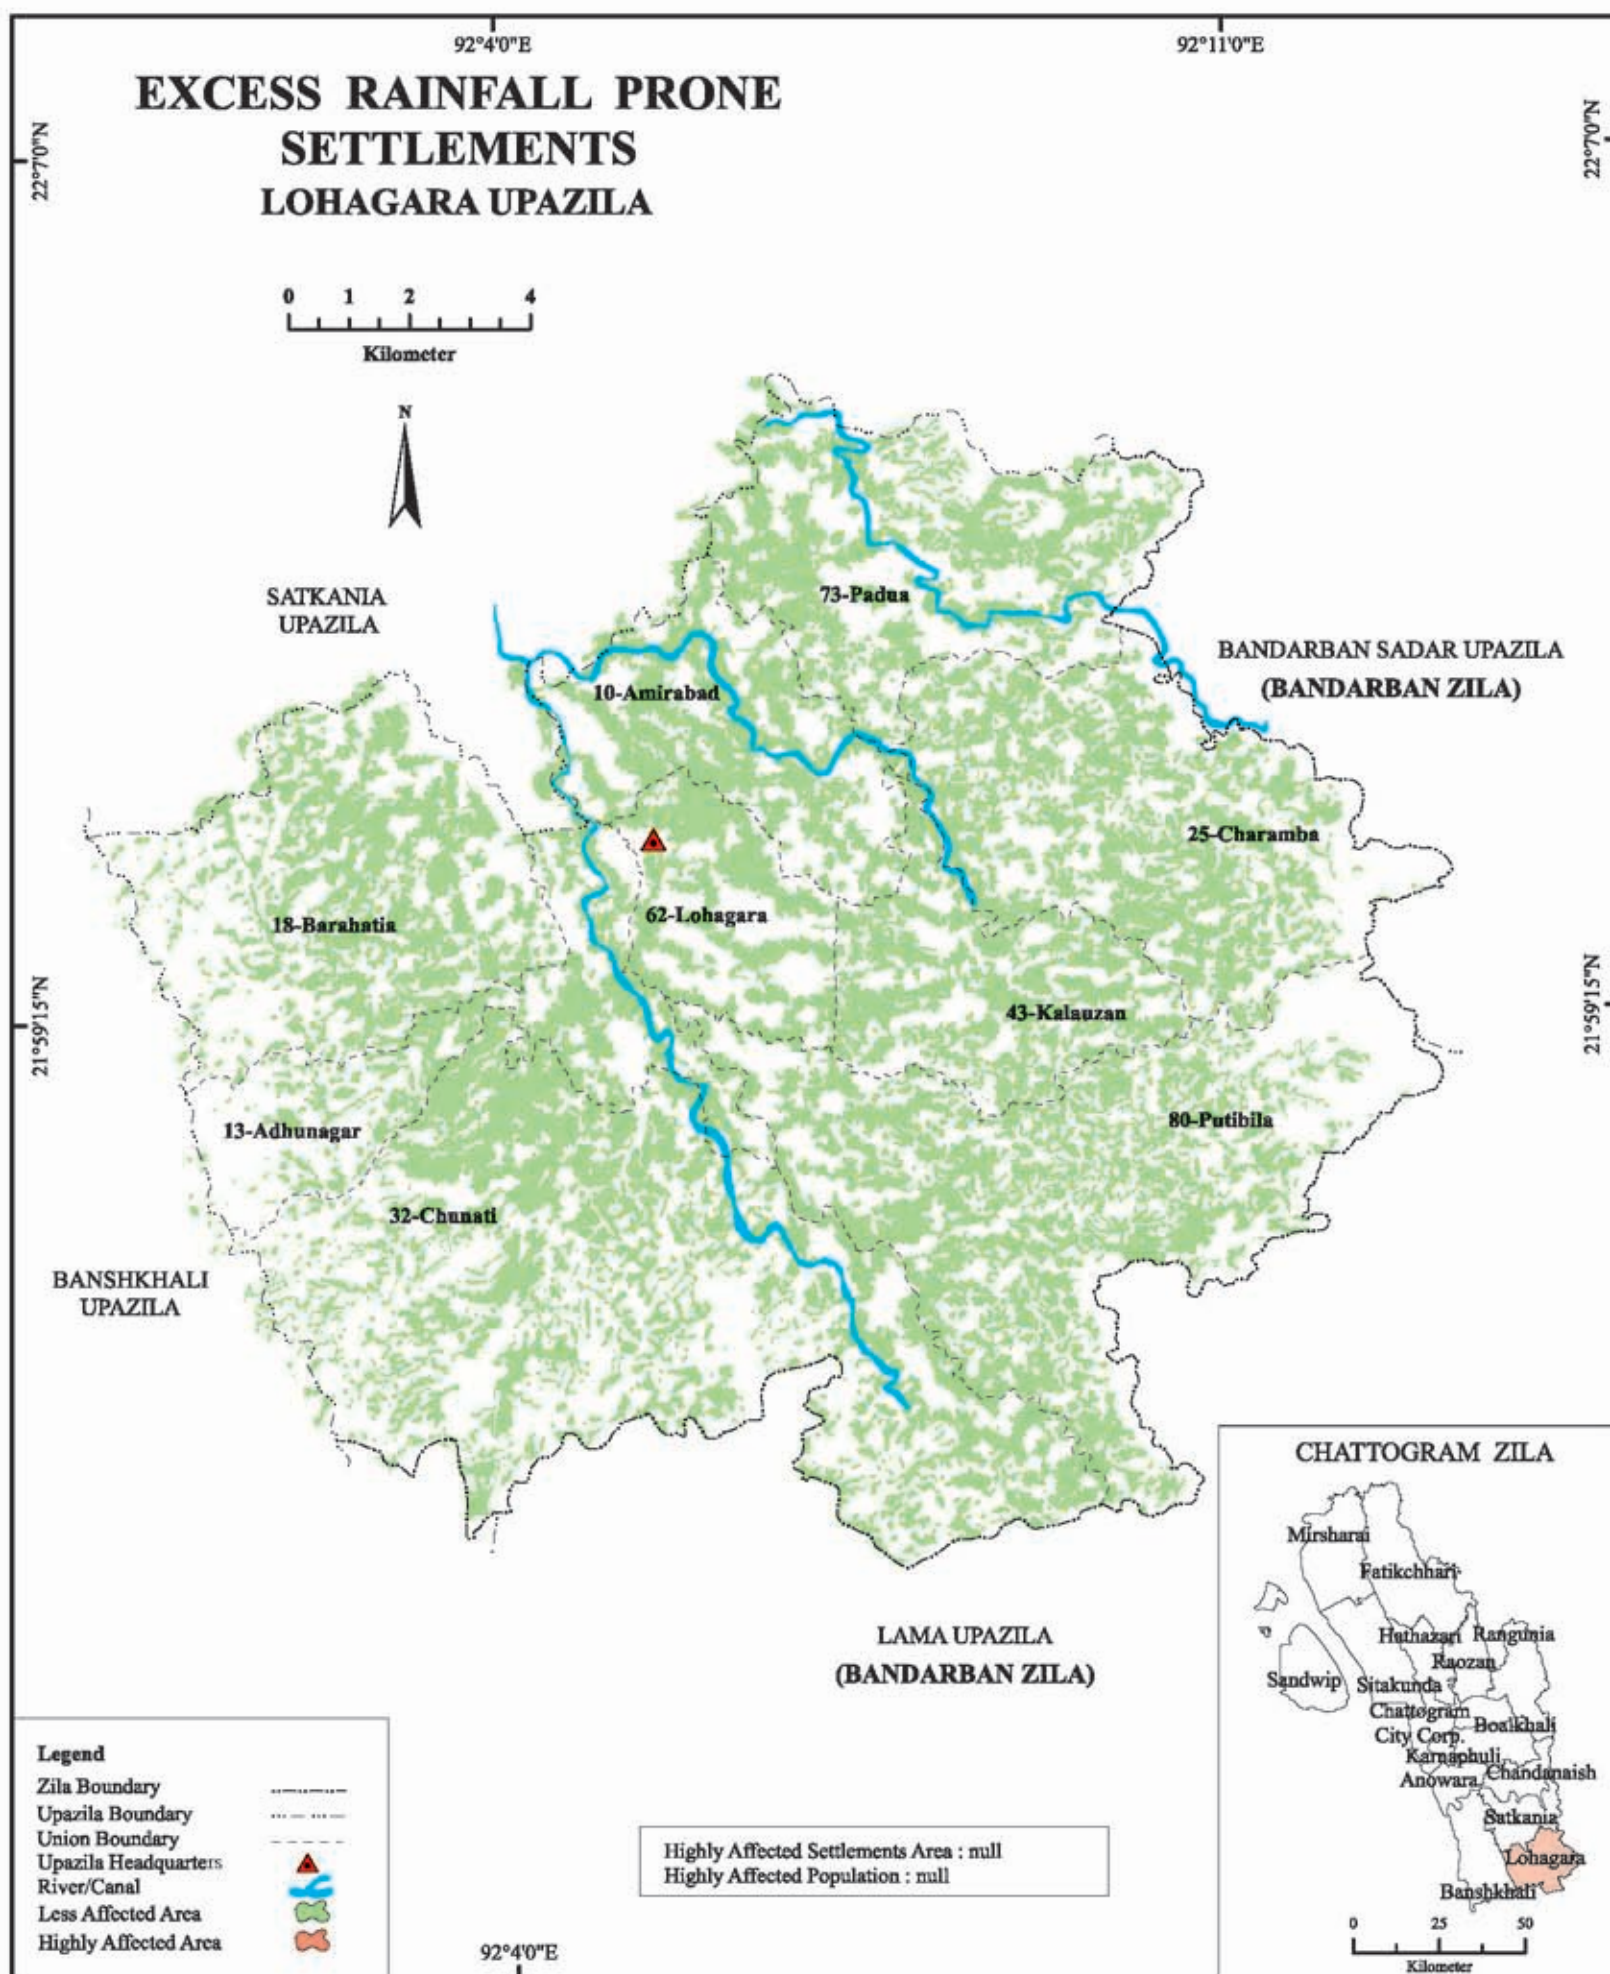 92°4'0"E
92°11'0"E
EXCESS RAINFALL PRONE
SETTLEMENTS
LOHAGARA UPAZILA
22°7'0"N
22°7'0"N
0 1 2 4
Kilometer
N
SATKANIA
UPAZILA
73-Padua
BANDARBAN SADAR UPAZILA
(BANDARBAN ZILA)
10-Amirabad
25-Charamba
18-Barahatia
62-Lohagara
43-Kalauzan
21°59'15"N
21°59'15"N
13-Adhunagar
80-Putibila
32-Chunati
BANSHKHALI
UPAZILA
LAMA UPAZILA
(BANDARBAN ZILA)
CHATTOGRAM ZILA
Mirsharai
Fatikchhari
Hathazari
Rangunia
Raozan
Sandwip
Sitakunda
Chattogram
City Corp.
Boalkhali
Karnaphuli
Anowara
Chandanaish
Satkania
Lohagara
Banshkhali
0 25 50
Kilometer
Legend
Zila Boundary
Upazila Boundary
Union Boundary
Upazila Headquarters
River/Canal
Less Affected Area
Highly Affected Area
Highly Affected Settlements Area : null
Highly Affected Population : null
92°4'0"E